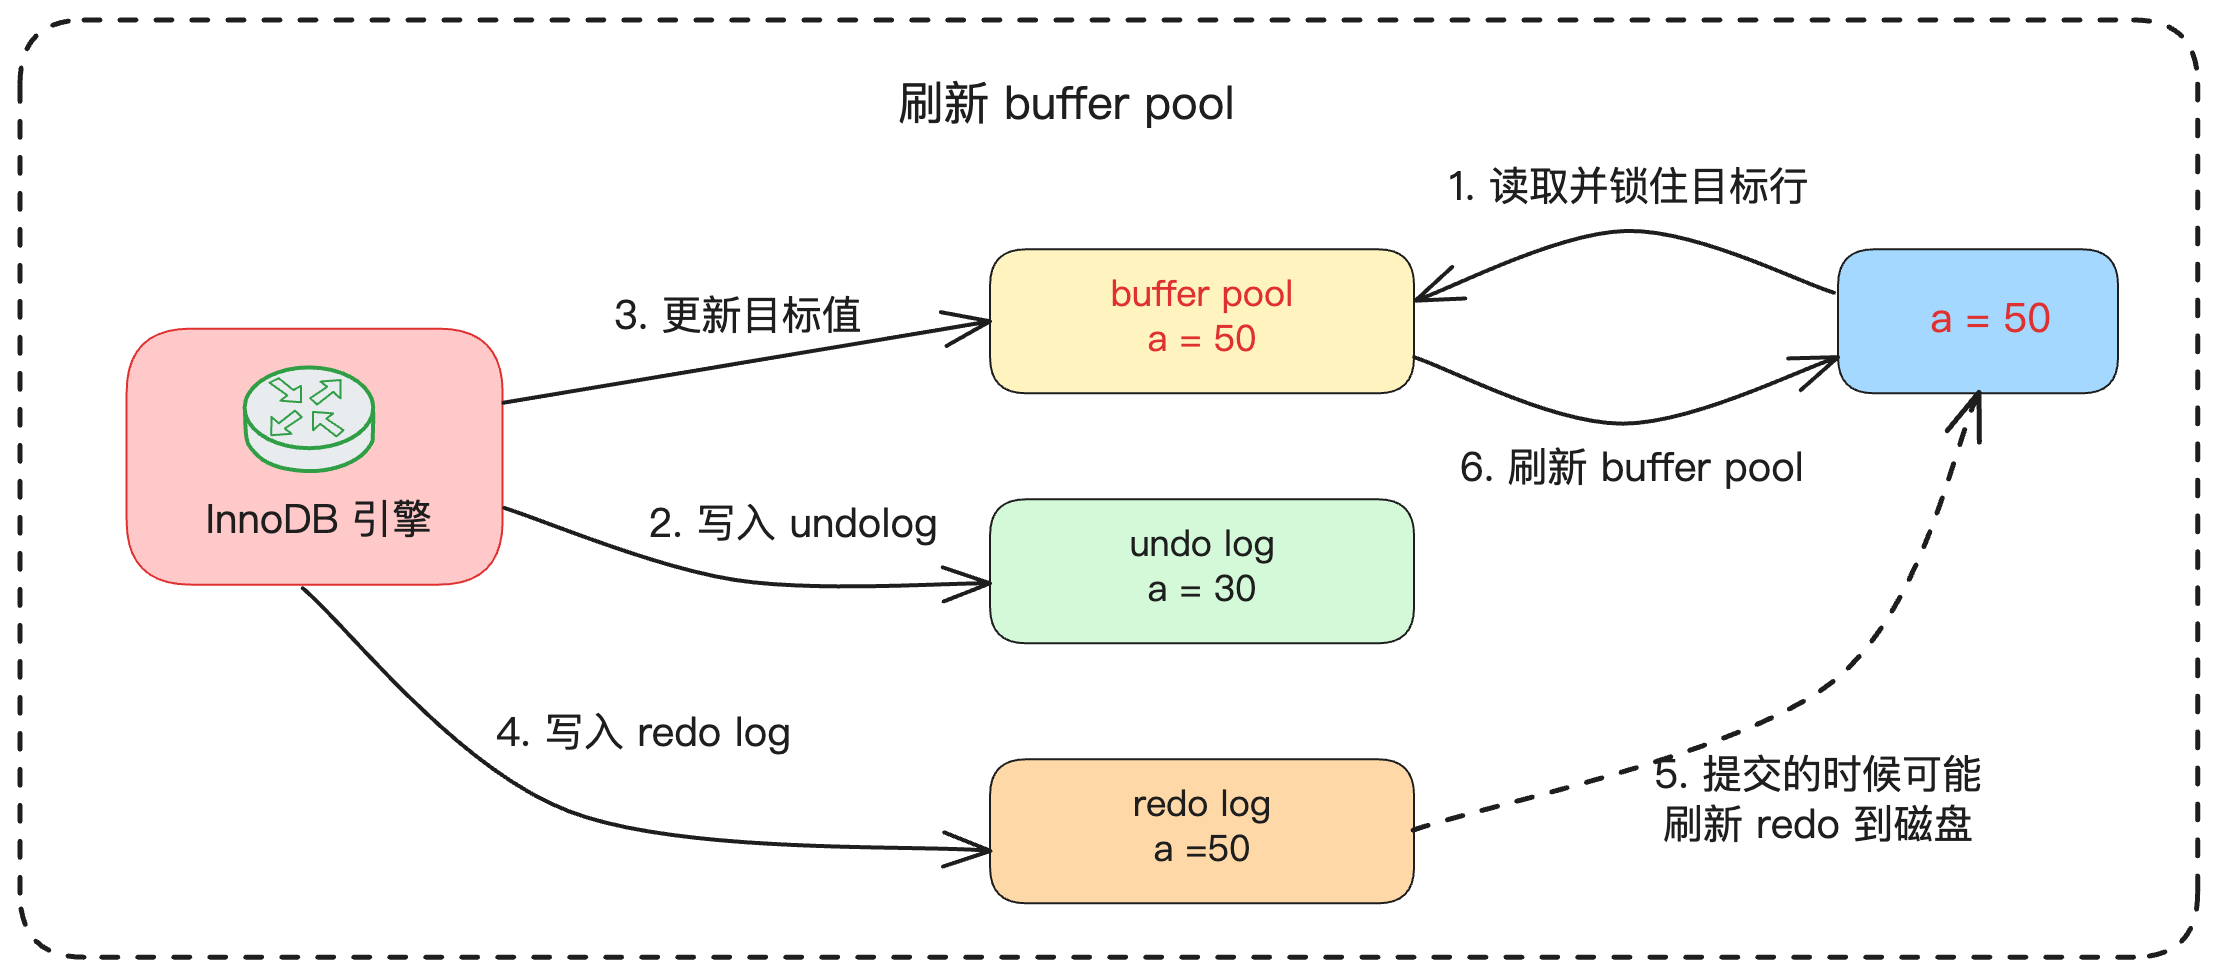 刷新 buffer pool
1. 读取并锁住目标行
3. 更新目标值
buffer pool
a = 50
a = 50
6. 刷新 buffer pool
InnoDB 引擎
2. 写入 undolog
undo log
a = 30
4. 写入 redo log
redo log
a =50
5. 提交的时候可能
刷新 redo 到磁盘